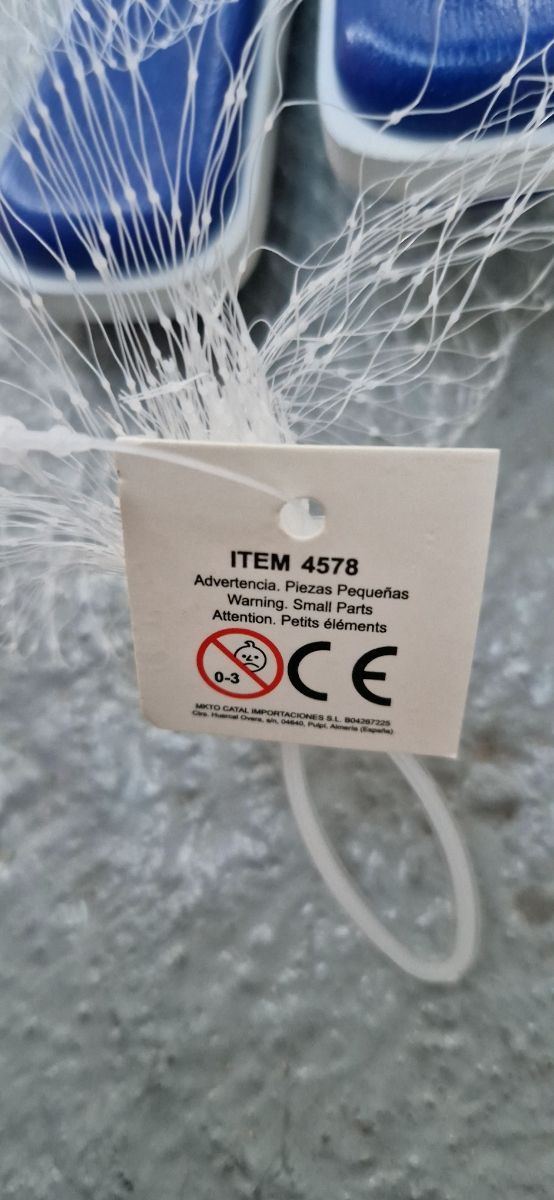 ITEM 4578
Advertencia. Piezas Pequeñas
Warning. Small Parts
Attention. Petits éléments
0-3
CE
MKTO CATAL IMPORTACIONES S.L. B04267225
Ctra. Huercal Overa, s/n, 04640, Pulpí, Almería (España)